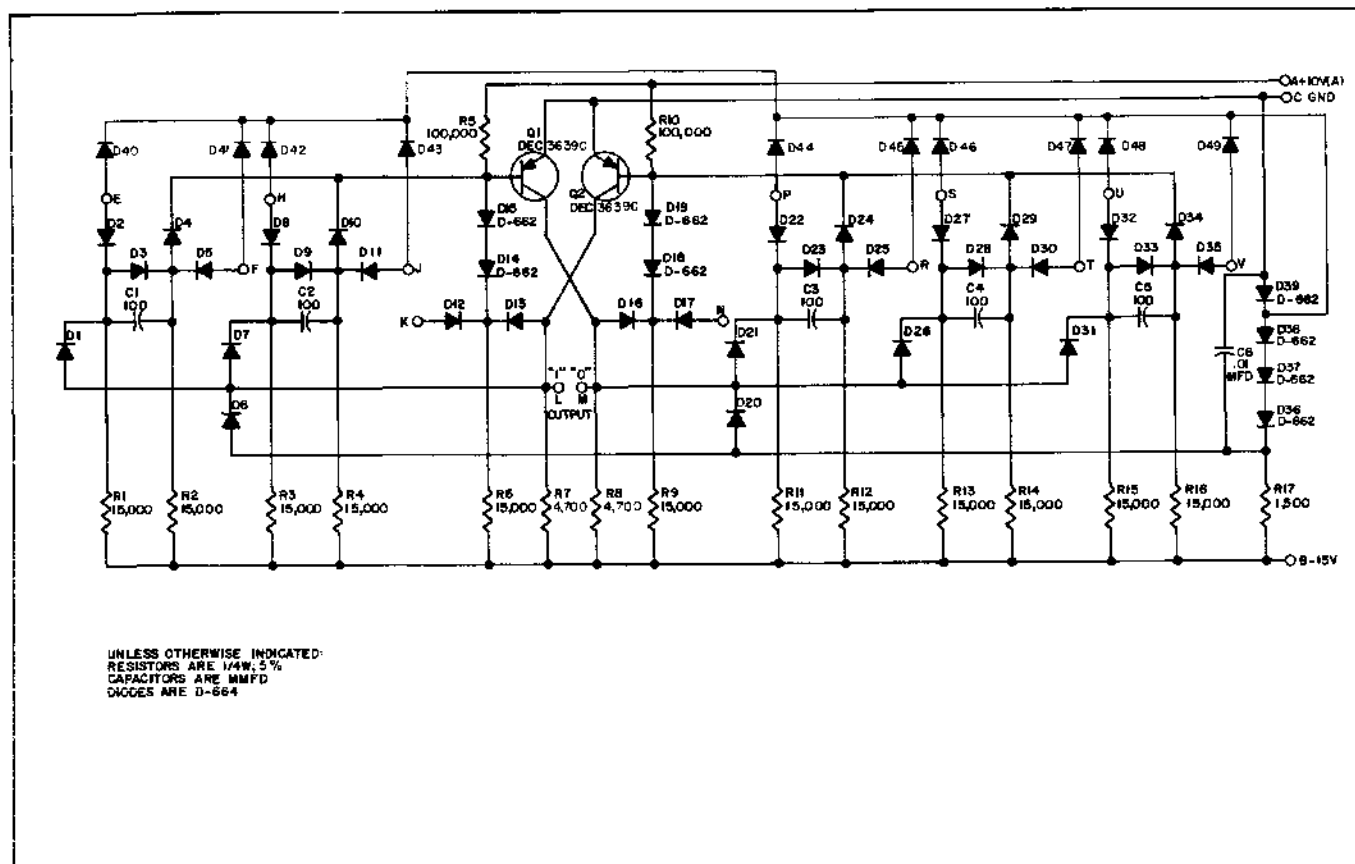 A+10V(A)
C GND
R5
100,000
Q1
DEC 3639C
R10
100,000
Q2
DEC 3639C
D40
D41
D42
D43
D44
D45
D46
D47
D48
D49
E
H
P
S
U
D2
D4
D8
D10
D15
D-662
D19
D-662
D22
D24
D27
D29
D32
D34
D3
D5
F
D9
D11
J
D14
D-662
D18
D-662
D23
D25
R
D28
D30
T
D33
D35
V
C1
100
C2
100
C3
100
C4
100
C5
100
D39
D-662
D38
D-662
D37
D-662
D36
D-662
C6
.01
MFD
K
D12
D13
D16
D17
N
D1
D7
D21
D26
D31
"1" "0"
L M
OUTPUT
D6
D20
R1
15,000
R2
15,000
R3
15,000
R4
15,000
R6
15,000
R7
4,700
R8
4,700
R9
15,000
R11
15,000
R12
15,000
R13
15,000
R14
15,000
R15
15,000
R16
15,000
R17
1,500
B-15V
UNLESS OTHERWISE INDICATED:
RESISTORS ARE 1/4W; 5%
CAPACITORS ARE MMFD
DIODES ARE D-664